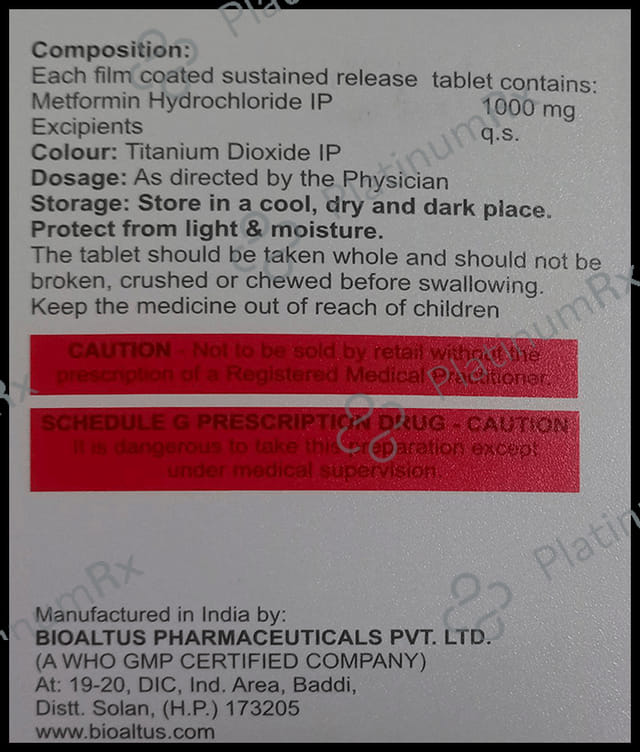 Composition:
Each film coated sustained release tablet contains:
Metformin Hydrochloride IP 1000 mg
Excipients q.s.
Colour: Titanium Dioxide IP
Dosage: As directed by the Physician
Storage: Store in a cool, dry and dark place.
Protect from light & moisture.
The tablet should be taken whole and should not be
broken, crushed or chewed before swallowing.
Keep the medicine out of reach of children
CAUTION - Not to be sold by retail without the
prescription of a Registered Medical Practitioner.
SCHEDULE G PRESCRIPTION DRUG - CAUTION
It is dangerous to take this preparation except
under medical supervision.
Manufactured in India by:
BIOALTUS PHARMACEUTICALS PVT. LTD.
(A WHO GMP CERTIFIED COMPANY)
At: 19-20, DIC, Ind. Area, Baddi,
Distt. Solan, (H.P.) 173205
www.bioaltus.com
PlatinumRx
PlatinumRx